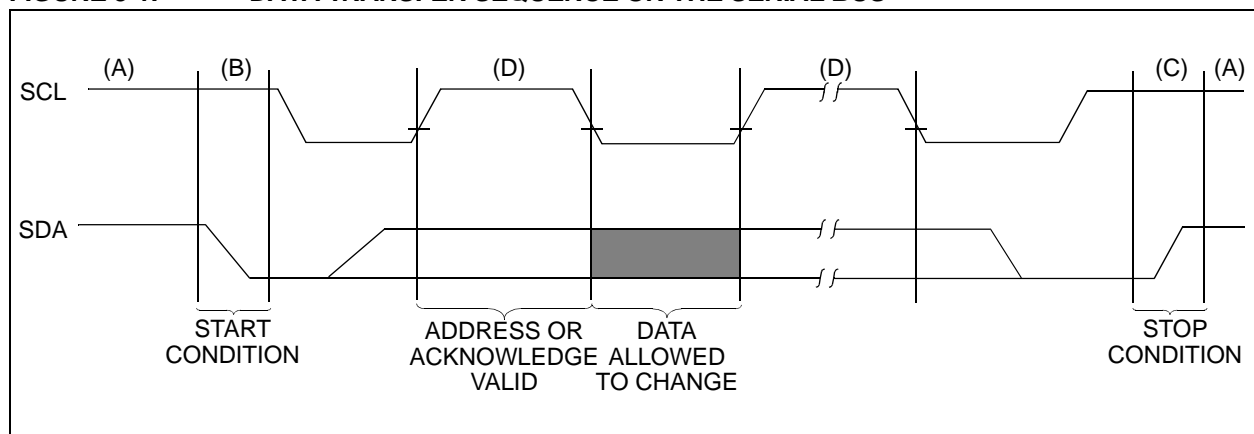 (A) (B) (D) (D) (C) (A)
SCL
SDA
START
CONDITION
ADDRESS OR
ACKNOWLEDGE
VALID
DATA
ALLOWED
TO CHANGE
STOP
CONDITION